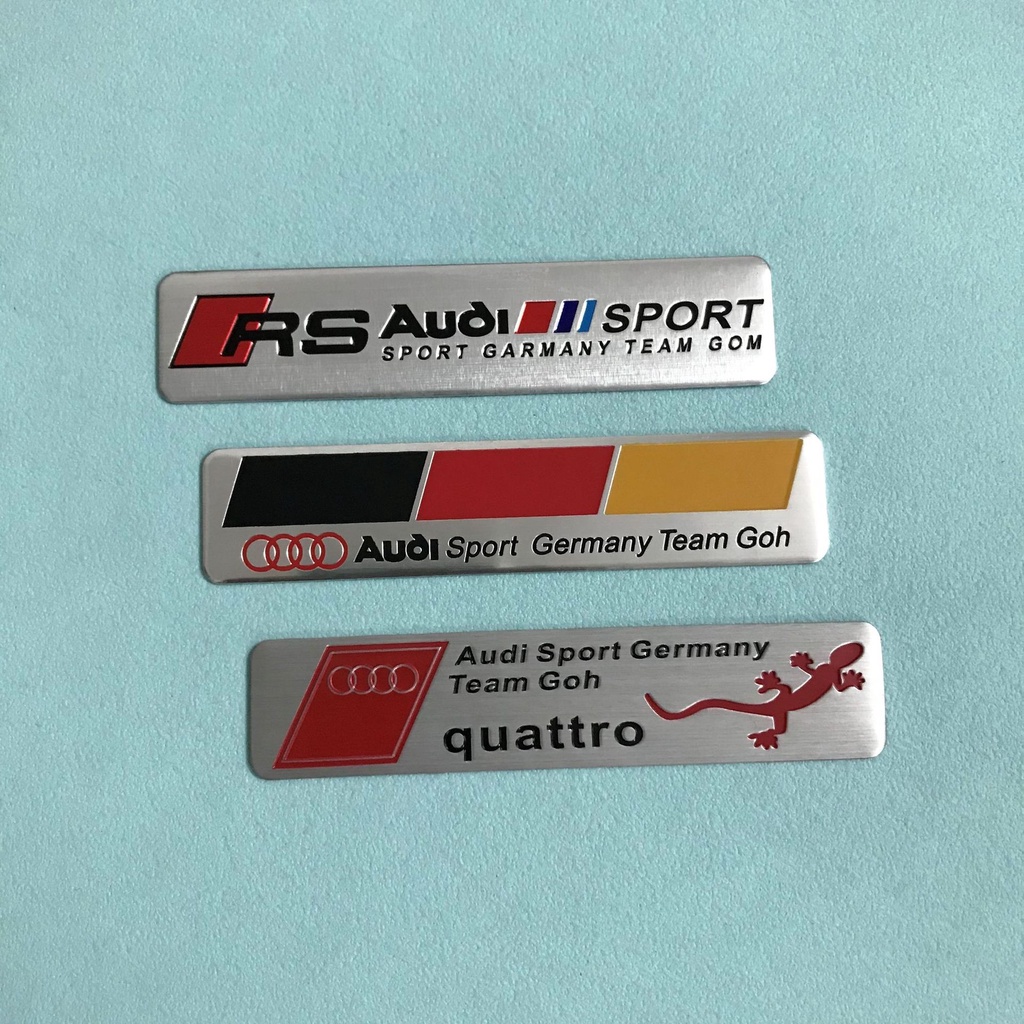 RS Audi SPORT
SPORT GARMANY TEAM GOM
Audi Sport Germany Team Goh
Audi Sport Germany
Team Goh
quattro